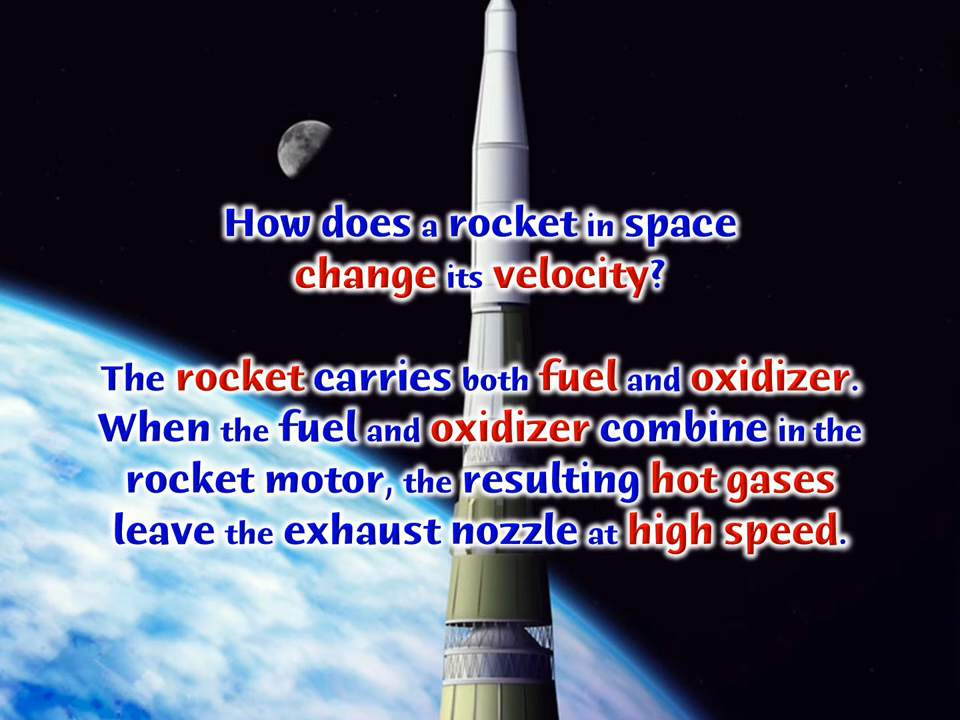 How does a rocket in space
change its velocity?
The rocket carries both fuel and oxidizer.
When the fuel and oxidizer combine in the
rocket motor, the resulting hot gases
leave the exhaust nozzle at high speed.